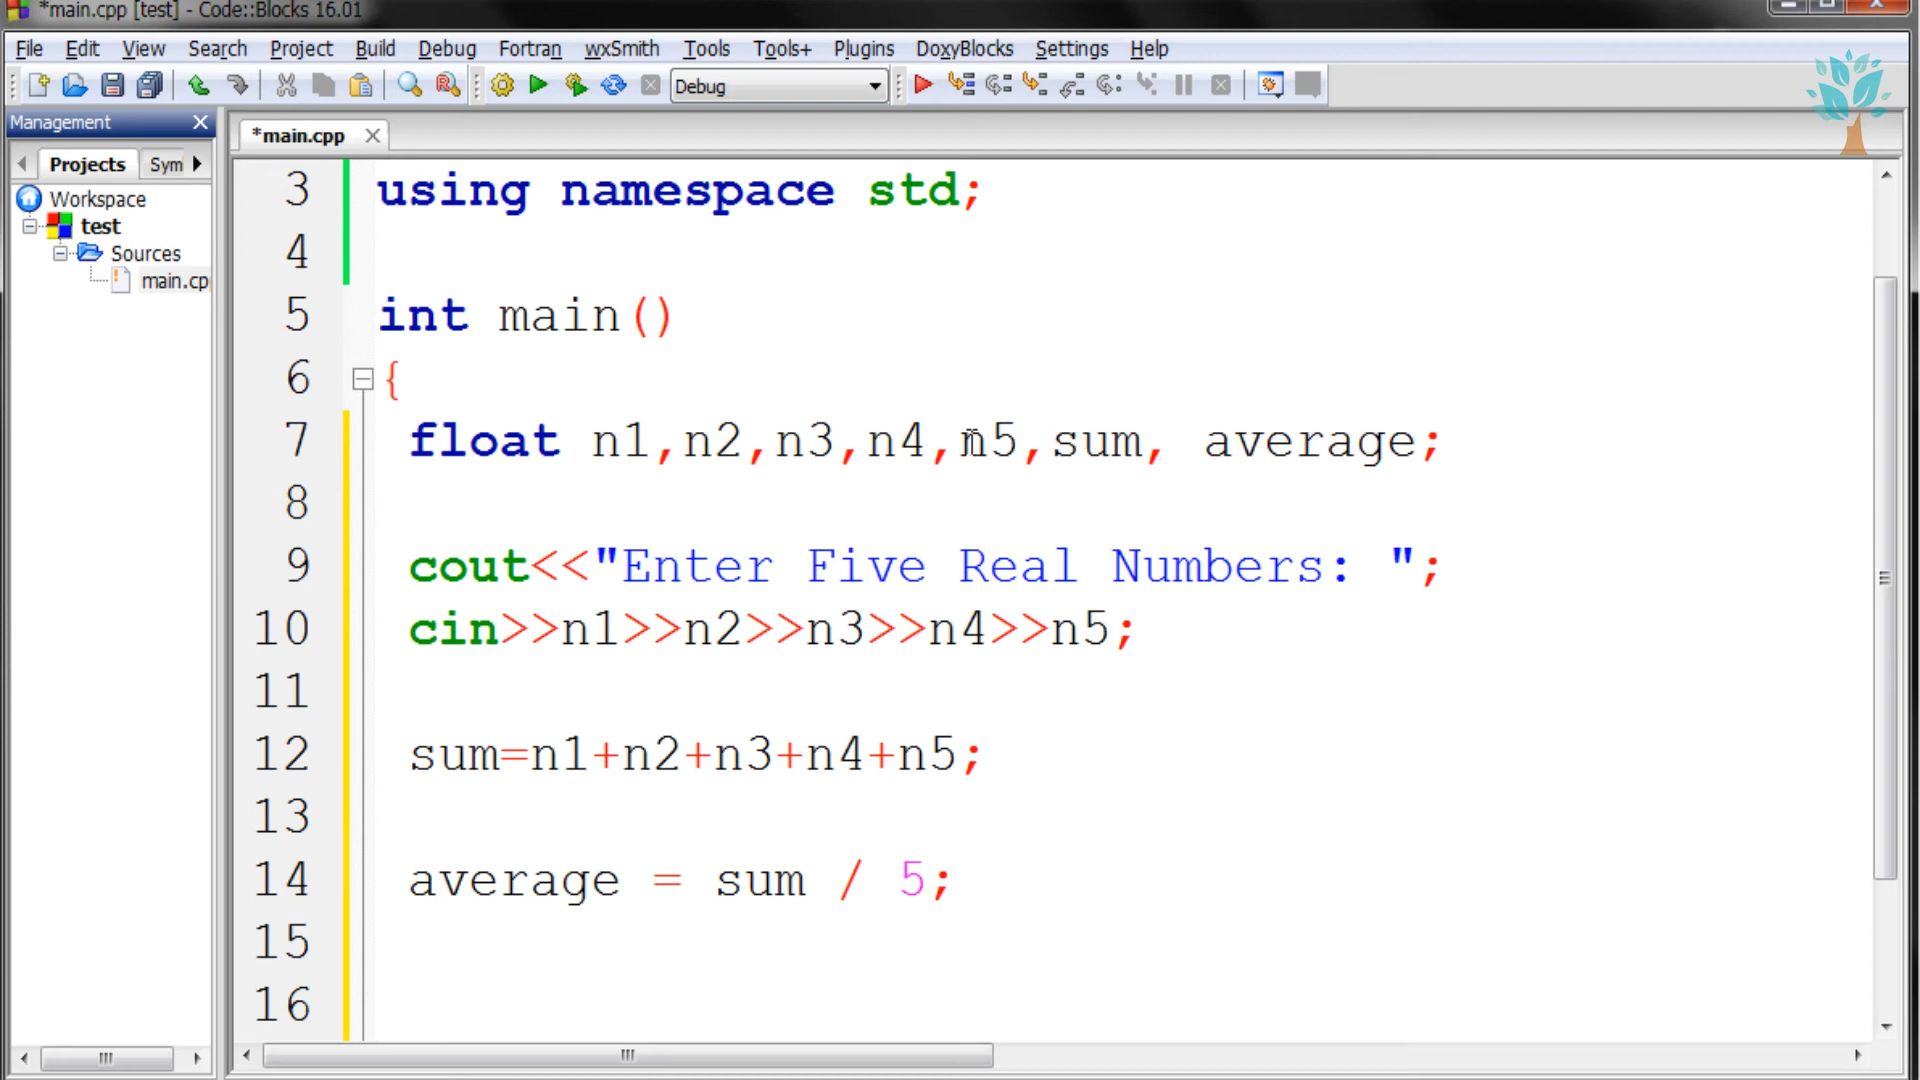 *main.cpp [test] - Code::Blocks 16.01
File Edit View Search Project Build Debug Fortran wxSmith Tools Tools+ Plugins DoxyBlocks Settings Help
Debug
Management
*main.cpp
Projects Sym
Workspace
test
Sources
main.cp
3 using namespace std;
4
5 int main()
6 {
7 float n1,n2,n3,n4,n5,sum, average;
8
9 cout<<"Enter Five Real Numbers: ";
10 cin>>n1>>n2>>n3>>n4>>n5;
11
12 sum=n1+n2+n3+n4+n5;
13
14 average = sum / 5;
15
16